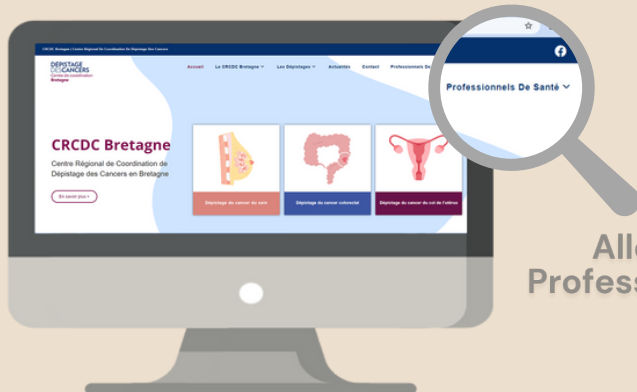 CRCDC Bretagne | Centre Régional De Coordination De Dépistage Des Cancers
DÉPISTAGE
DES CANCERS
Centre de coordination
Bretagne
Accueil Le CRCDC Bretagne Les Dépistages Actualités Contact Professionnels De
Professionnels De Santé
CRCDC Bretagne
Centre Régional de Coordination de
Dépistage des Cancers en Bretagne
En savoir plus »
Dépistage du cancer du sein
Dépistage du cancer colorectal
Dépistage du cancer du col de l'utérus
All
Profess